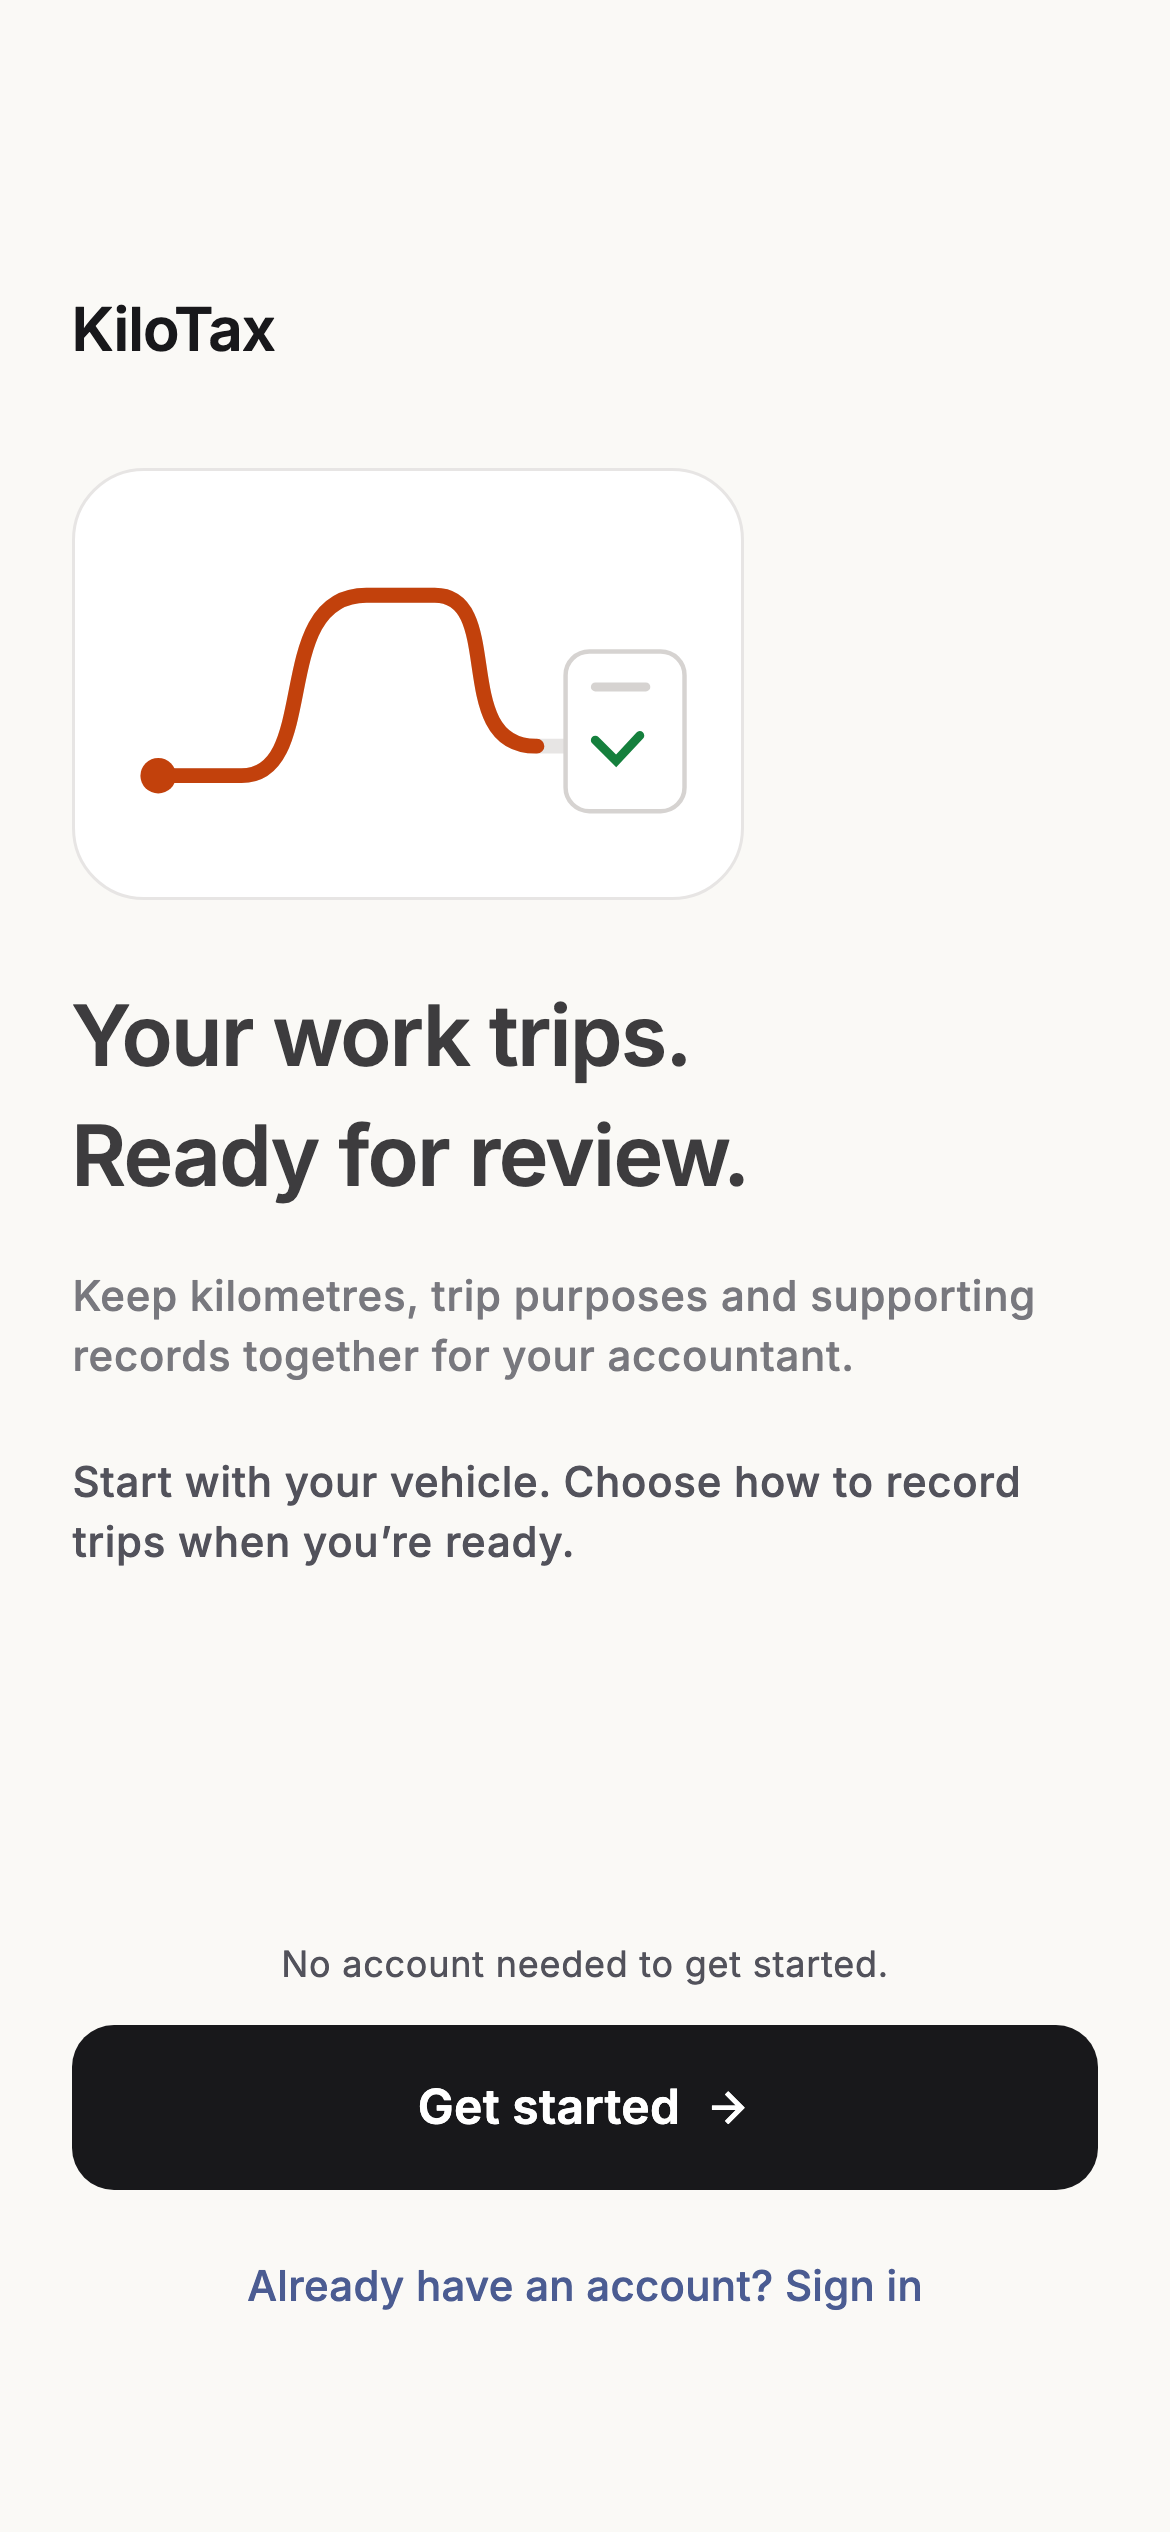 KiloTax
Your work trips.
Ready for review.
Keep kilometres, trip purposes and supporting
records together for your accountant.
Start with your vehicle. Choose how to record
trips when you’re ready.
No account needed to get started.
Get started →
Already have an account? Sign in